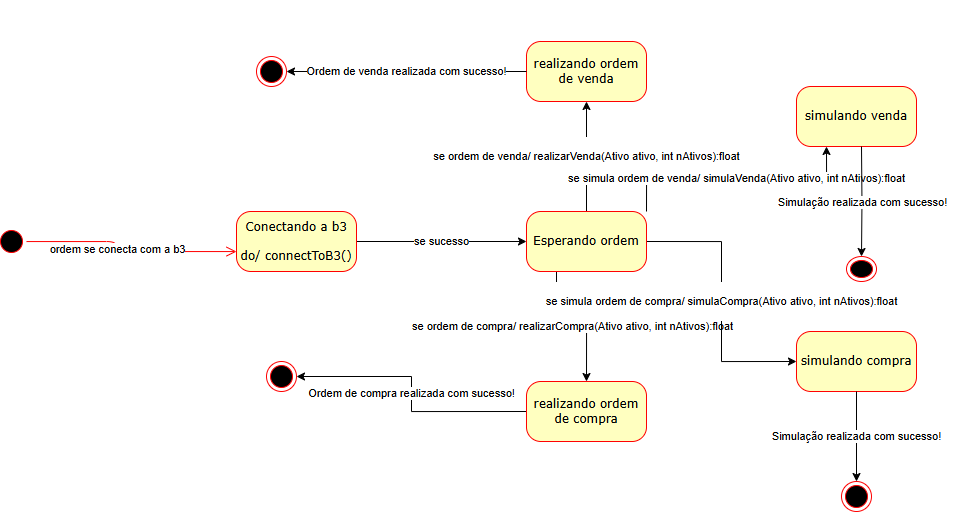 realizando ordem
de venda
Ordem de venda realizada com sucesso!
simulando venda
se ordem de venda/ realizarVenda(Ativo ativo, int nAtivos):float
se simula ordem de venda/ simulaVenda(Ativo ativo, int nAtivos):float
Simulação realizada com sucesso!
Conectando a b3
do/ connectToB3()
ordem se conecta com a b3
se sucesso
Esperando ordem
se simula ordem de compra/ simulaCompra(Ativo ativo, int nAtivos):float
se ordem de compra/ realizarCompra(Ativo ativo, int nAtivos):float
simulando compra
Ordem de compra realizada com sucesso!
realizando ordem
de compra
Simulação realizada com sucesso!